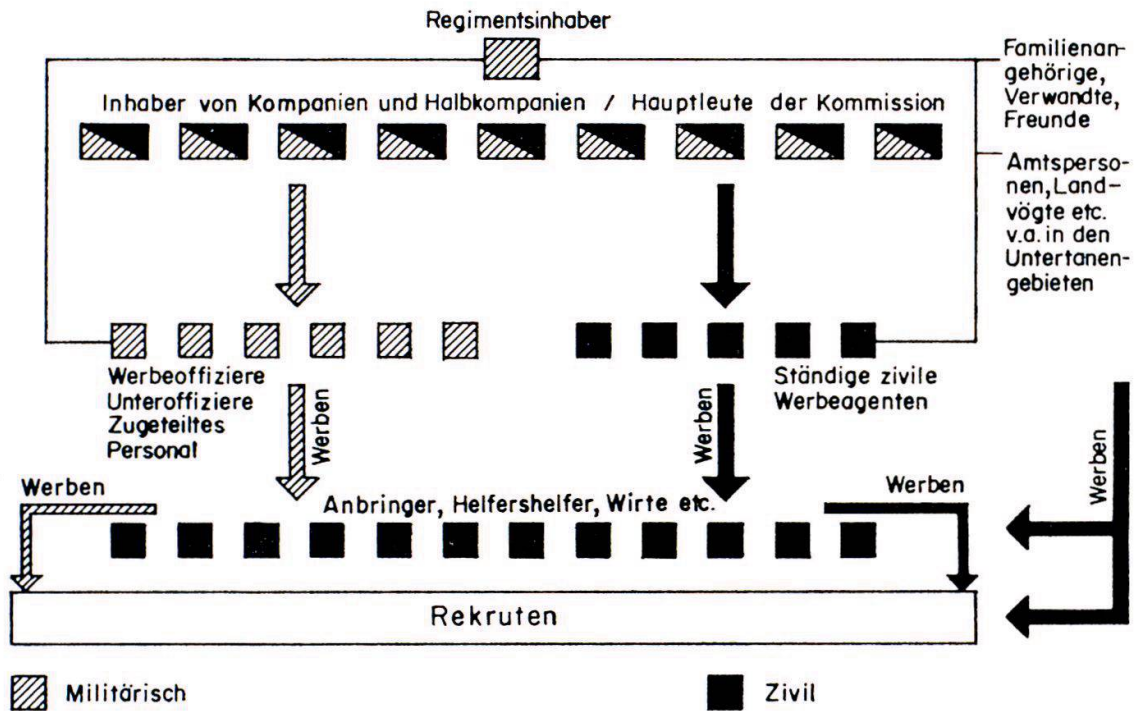 Regimentsinhaber
Familienan-
gehörige,
Verwandte,
Freunde
Inhaber von Kompanien und Halbkompanien / Hauptleute der Kommission
Amtsperso-
nen, Land-
vögte etc.
v.a. in den
Untertanen-
gebieten
Werbeoffiziere
Unteroffiziere
Zugeteiltes
Personal
Werben
Werben
Ständige zivile
Werbeagenten
Werben
Werben
Anbringer, Helfershelfer, Wirte etc.
Werben
Rekruten
Militärisch
Zivil